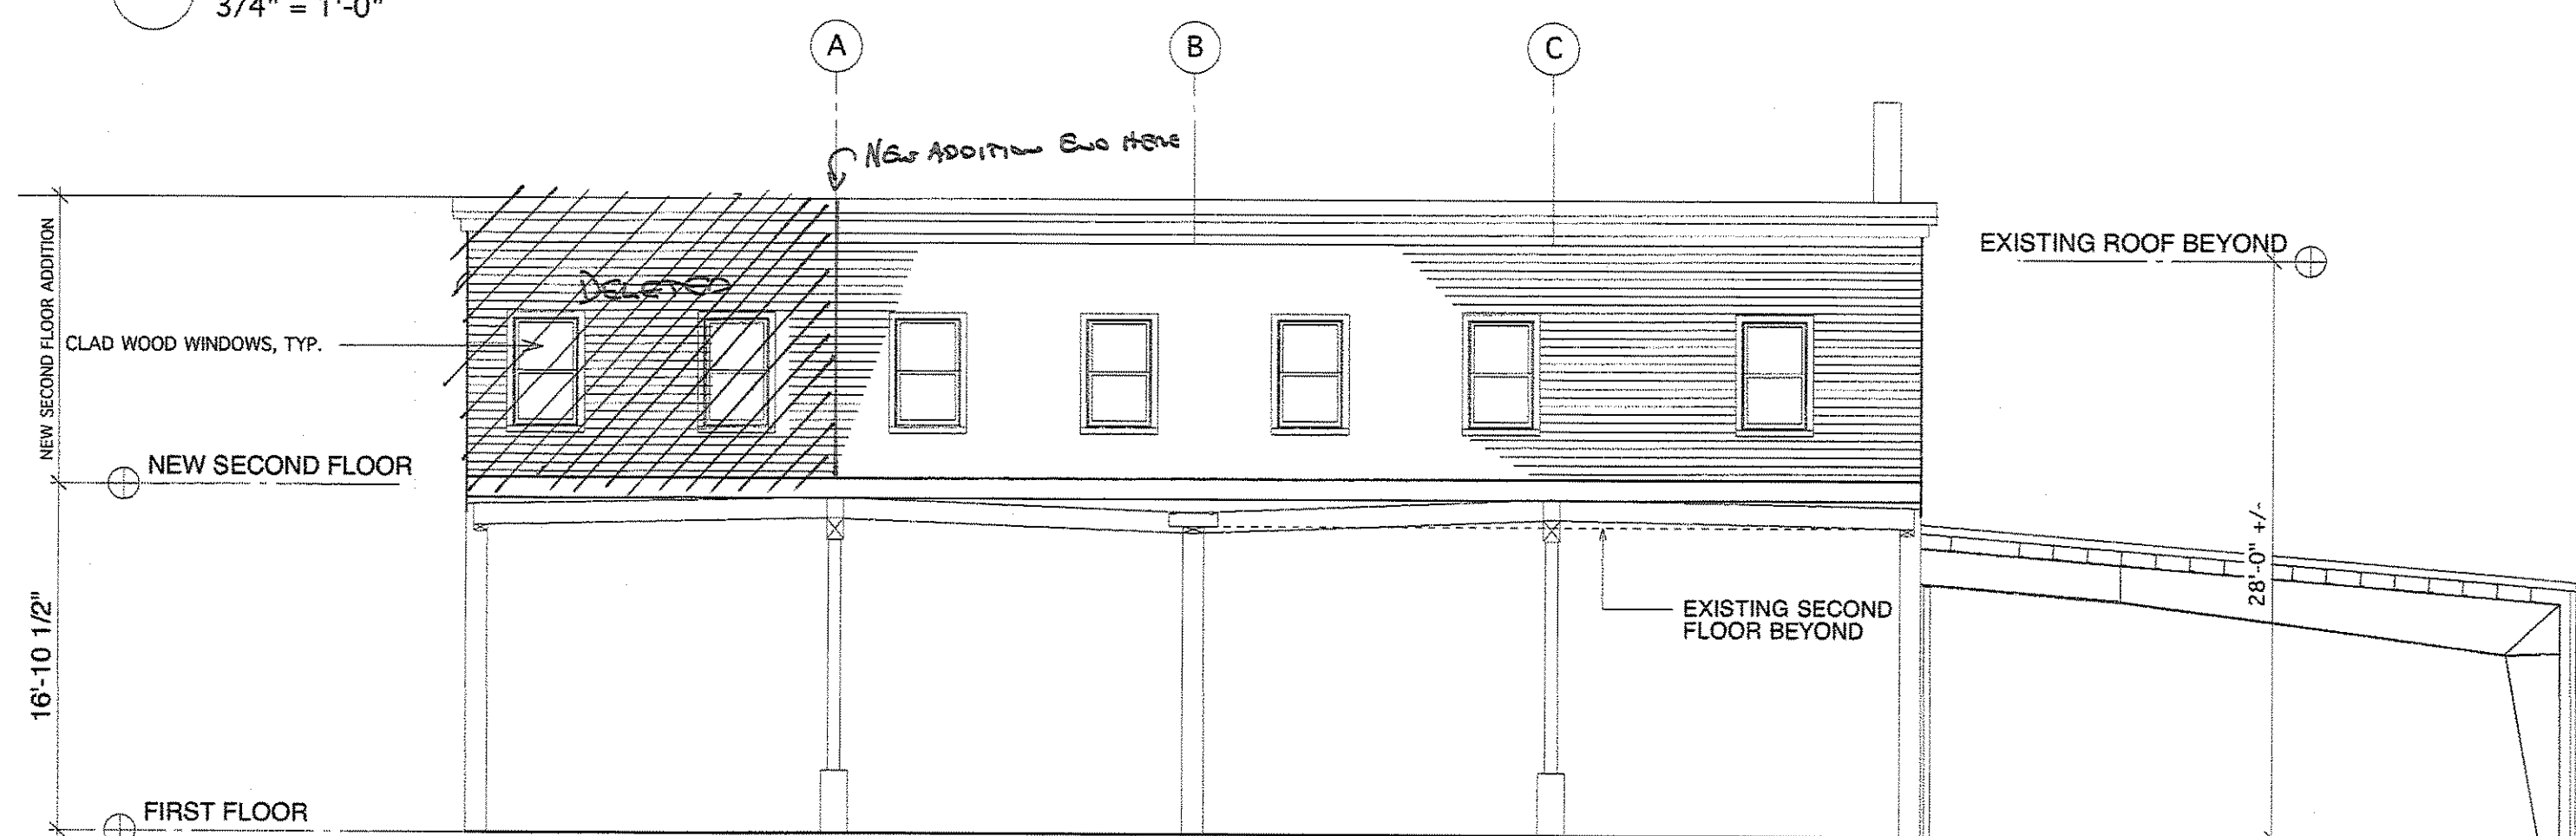 3/4" = 1'-0"
A
B
C
NEW ADDITION END HERE
NEW SECOND FLOOR ADDITION
DELETED
EXISTING ROOF BEYOND
CLAD WOOD WINDOWS, TYP.
NEW SECOND FLOOR
28'-0" +/-
16'-10 1/2"
EXISTING SECOND
FLOOR BEYOND
FIRST FLOOR